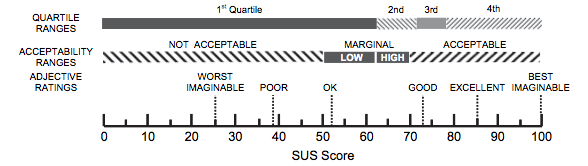 QUARTILE
RANGES
1st Quartile
2nd
3rd
4th
ACCEPTABILITY
RANGES
NOT ACCEPTABLE
MARGINAL
ACCEPTABLE
LOW
HIGH
ADJECTIVE
RATINGS
WORST
IMAGINABLE
POOR
OK
GOOD
EXCELLENT
BEST
IMAGINABLE
0 10 20 30 40 50 60 70 80 90 100
SUS Score